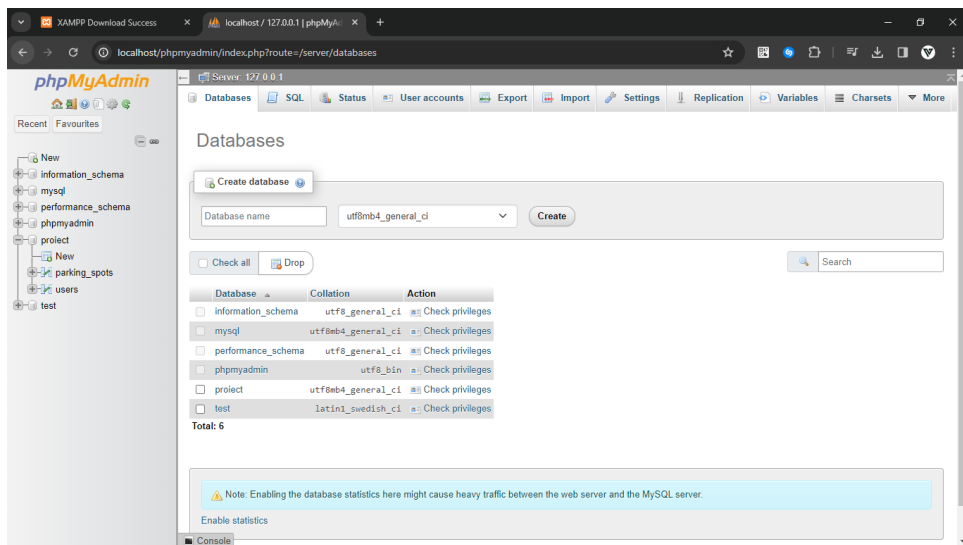 XAMPP Download Success
localhost / 127.0.0.1 | phpMyAd
localhost/phpmyadmin/index.php?route=/server/databases
phpMyAdmin
Recent Favourites
New
information_schema
mysql
performance_schema
phpmyadmin
proiect
New
parking_spots
users
test
Server: 127.0.0.1
Databases SQL Status User accounts Export Import Settings Replication Variables Charsets More
Databases
Create database
Database name utf8mb4_general_ci Create
Check all Drop Search
Database Collation Action
information_schema utf8_general_ci Check privileges
mysql utf8mb4_general_ci Check privileges
performance_schema utf8_general_ci Check privileges
phpmyadmin utf8_bin Check privileges
proiect utf8mb4_general_ci Check privileges
test latin1_swedish_ci Check privileges
Total: 6
Note: Enabling the database statistics here might cause heavy traffic between the web server and the MySQL server.
Enable statistics
Console